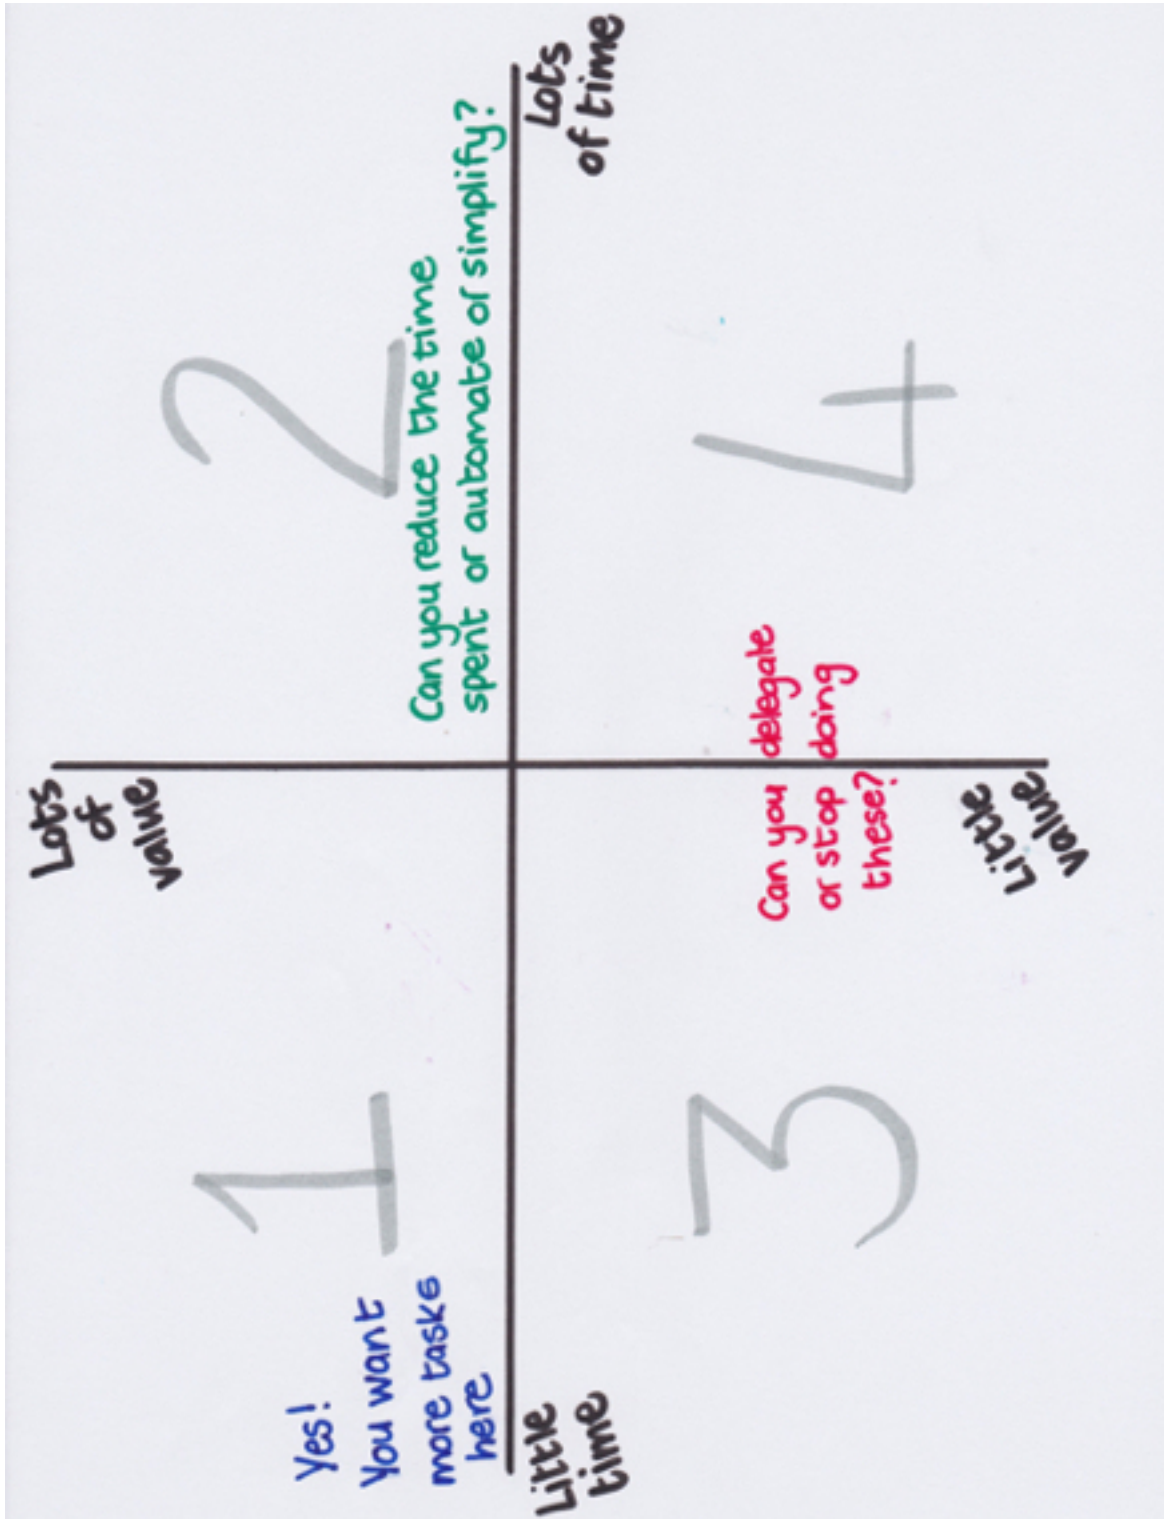 Lots
of
value
1
2
Yes!
You want
more tasks
here
Can you reduce the time
spent or automate or simplify?
Little
time
Lots
of time
3
4
Can you delegate
or stop doing
these?
Little
value